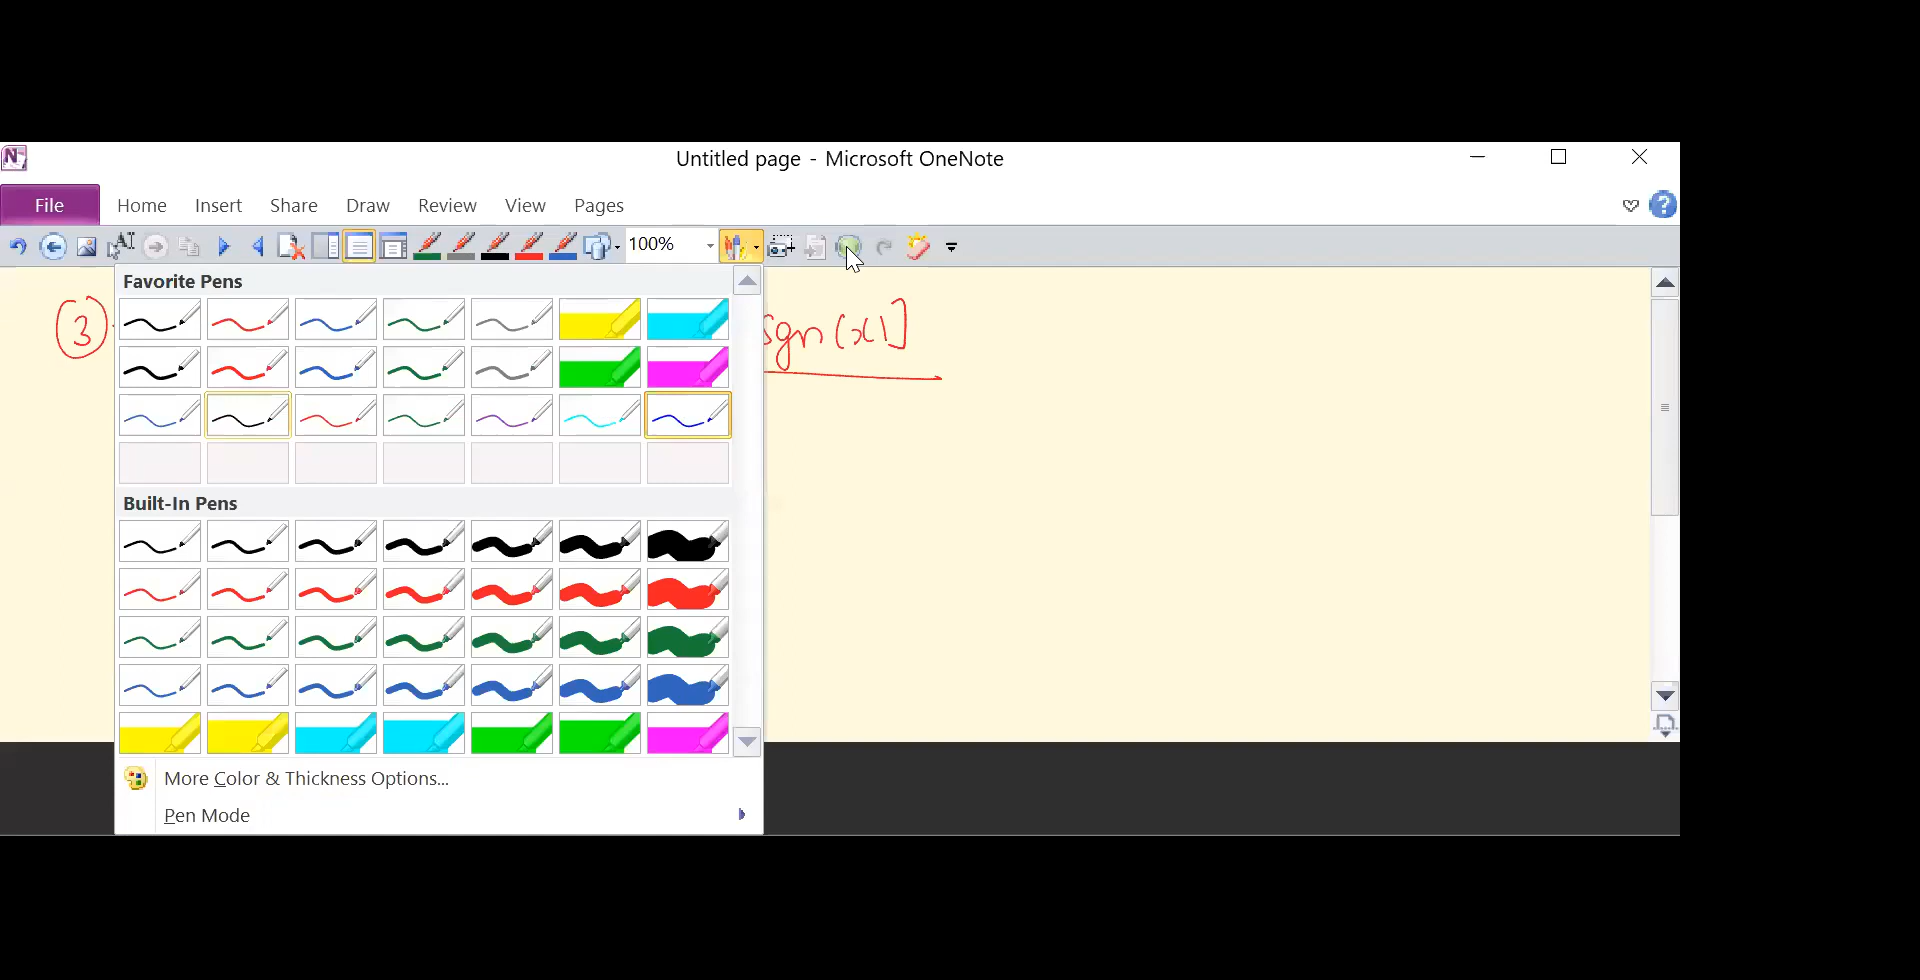 Untitled page - Microsoft OneNote
File Home Insert Share Draw Review View Pages
100%
Favorite Pens
③ sgn(x)]
Built-In Pens
More Color & Thickness Options...
Pen Mode